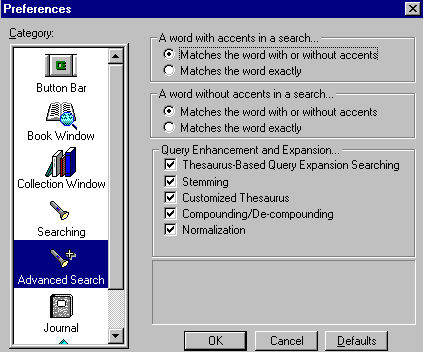 Preferences
Category:
Button Bar
Book Window
Collection Window
Searching
Advanced Search
Journal
A word with accents in a search...
Matches the word with or without accents
Matches the word exactly
A word without accents in a search...
Matches the word with or without accents
Matches the word exactly
Query Enhancement and Expansion...
Thesaurus-Based Query Expansion Searching
Stemming
Customized Thesaurus
Compounding/De-compounding
Normalization
OK
Cancel
Defaults